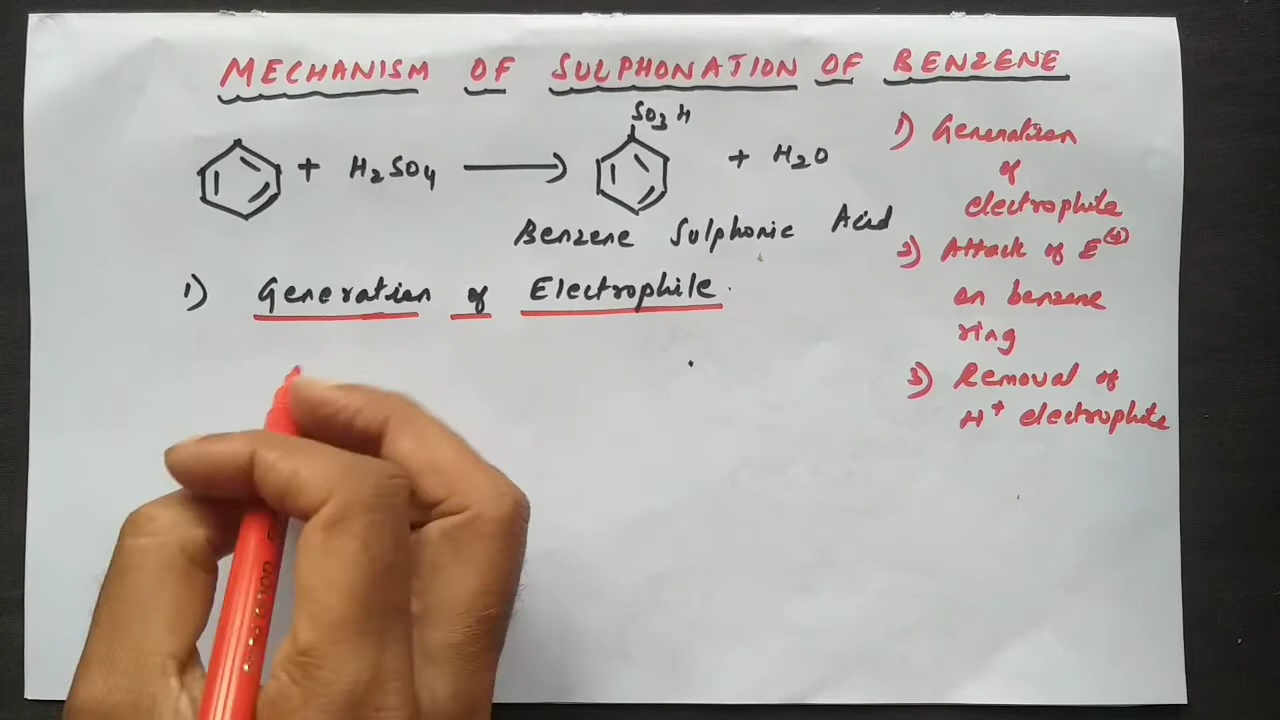 MECHANISM OF SULPHONATION OF BENZENE
SO3H
+ H2SO4 ⟶ + H2O
Benzene Sulphonic Acid
1) Generation of Electrophile.
1) Generation
of
electrophile
2) Attack of E(+)
on benzene
ring
3) Removal of
H+ electrophile